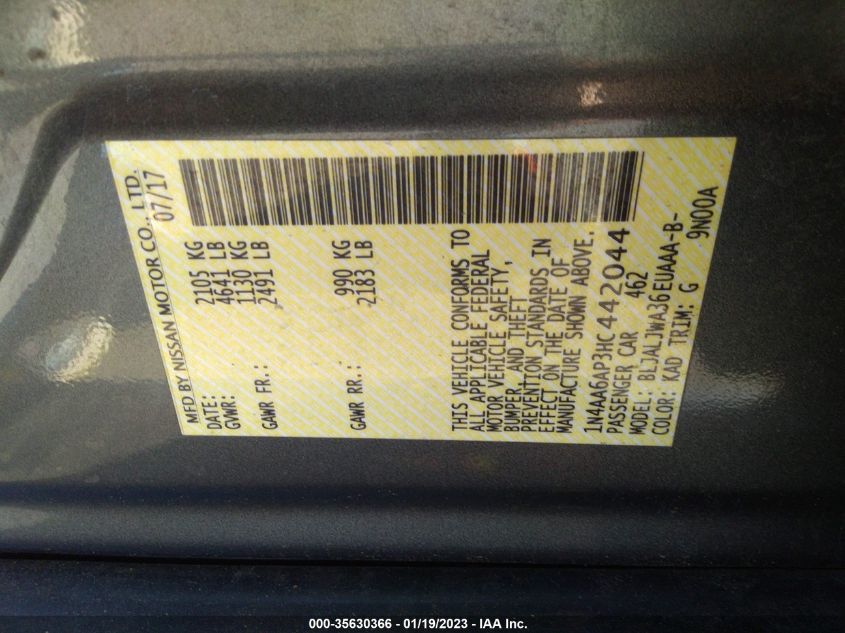 MFD BY NISSAN MOTOR CO., LTD.
DATE: 07/17
GVWR: 2105 KG
4641 LB
GAWR FR.: 1130 KG
2491 LB
GAWR RR.: 990 KG
2183 LB
THIS VEHICLE CONFORMS TO
ALL APPLICABLE FEDERAL
MOTOR VEHICLE SAFETY,
BUMPER, AND THEFT
PREVENTION STANDARDS IN
EFFECT ON THE DATE OF
MANUFACTURE SHOWN ABOVE.
1N4AA6AP3HC442044
PASSENGER CAR 462
MODEL: BLJALJWA36EUAAA-B-
COLOR: KAD TRIM: G 9N00A
000-35630366 - 01/19/2023 - IAA Inc.